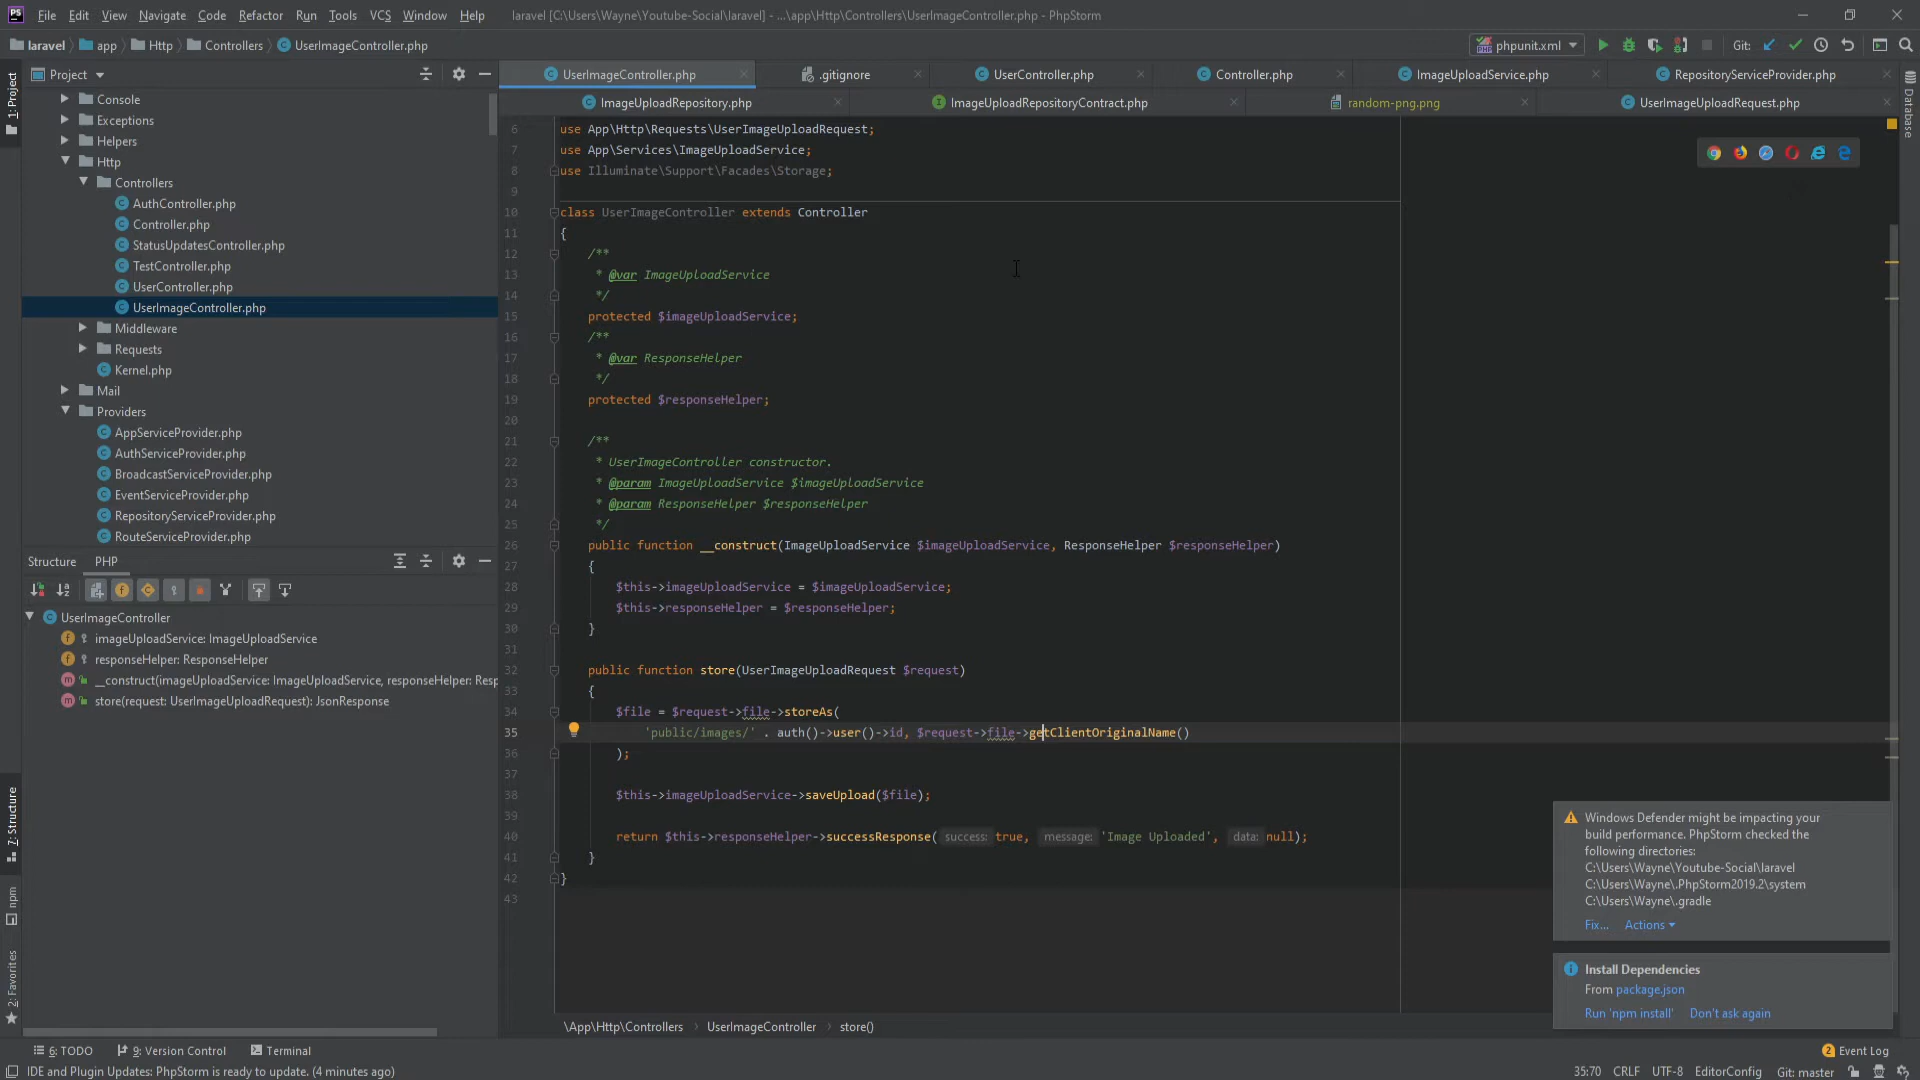 File Edit View Navigate Code Refactor Run Tools VCS Window Help laravel [C:\Users\Wayne\Youtube-Social\laravel] - ...\app\Http\Controllers\UserImageController.php - PhpStorm
laravel app Http Controllers UserImageController.php phpunit.xml Git:
Project
UserImageController.php .gitignore UserController.php Controller.php ImageUploadService.php RepositoryServiceProvider.php
ImageUploadRepository.php ImageUploadRepositoryContract.php random-png.png UserImageUploadRequest.php
1: Project
7: Structure
npm
2: Favorites
Database
Console
Exceptions
Helpers
Http
Controllers
AuthController.php
Controller.php
StatusUpdatesController.php
TestController.php
UserController.php
UserImageController.php
Middleware
Requests
Kernel.php
Mail
Providers
AppServiceProvider.php
AuthServiceProvider.php
BroadcastServiceProvider.php
EventServiceProvider.php
RepositoryServiceProvider.php
RouteServiceProvider.php
Structure PHP
UserImageController
imageUploadService: ImageUploadService
responseHelper: ResponseHelper
__construct(imageUploadService: ImageUploadService, responseHelper: Resp
store(request: UserImageUploadRequest): JsonResponse
6 use App\Http\Requests\UserImageUploadRequest;
7 use App\Services\ImageUploadService;
8 use Illuminate\Support\Facades\Storage;
9
10 class UserImageController extends Controller
11 {
12 /**
13 * @var ImageUploadService
14 */
15 protected $imageUploadService;
16 /**
17 * @var ResponseHelper
18 */
19 protected $responseHelper;
20
21 /**
22 * UserImageController constructor.
23 * @param ImageUploadService $imageUploadService
24 * @param ResponseHelper $responseHelper
25 */
26 public function __construct(ImageUploadService $imageUploadService, ResponseHelper $responseHelper)
27 {
28 $this->imageUploadService = $imageUploadService;
29 $this->responseHelper = $responseHelper;
30 }
31
32 public function store(UserImageUploadRequest $request)
33 {
34 $file = $request->file->storeAs(
35 'public/images/' . auth()->user()->id, $request->file->getClientOriginalName()
36 );
37
38 $this->imageUploadService->saveUpload($file);
39
40 return $this->responseHelper->successResponse( success: true, message: 'Image Uploaded', data: null);
41 }
42 }
43
Windows Defender might be impacting your
build performance. PhpStorm checked the
following directories:
C:\Users\Wayne\Youtube-Social\laravel
C:\Users\Wayne\.PhpStorm2019.2\system
C:\Users\Wayne\.gradle
Fix... Actions
Install Dependencies
From package.json
Run 'npm install' Don't ask again
\App\Http\Controllers UserImageController store()
6: TODO 9: Version Control Terminal 2 Event Log
IDE and Plugin Updates: PhpStorm is ready to update. (4 minutes ago) 35:70 CRLF UTF-8 EditorConfig Git: master